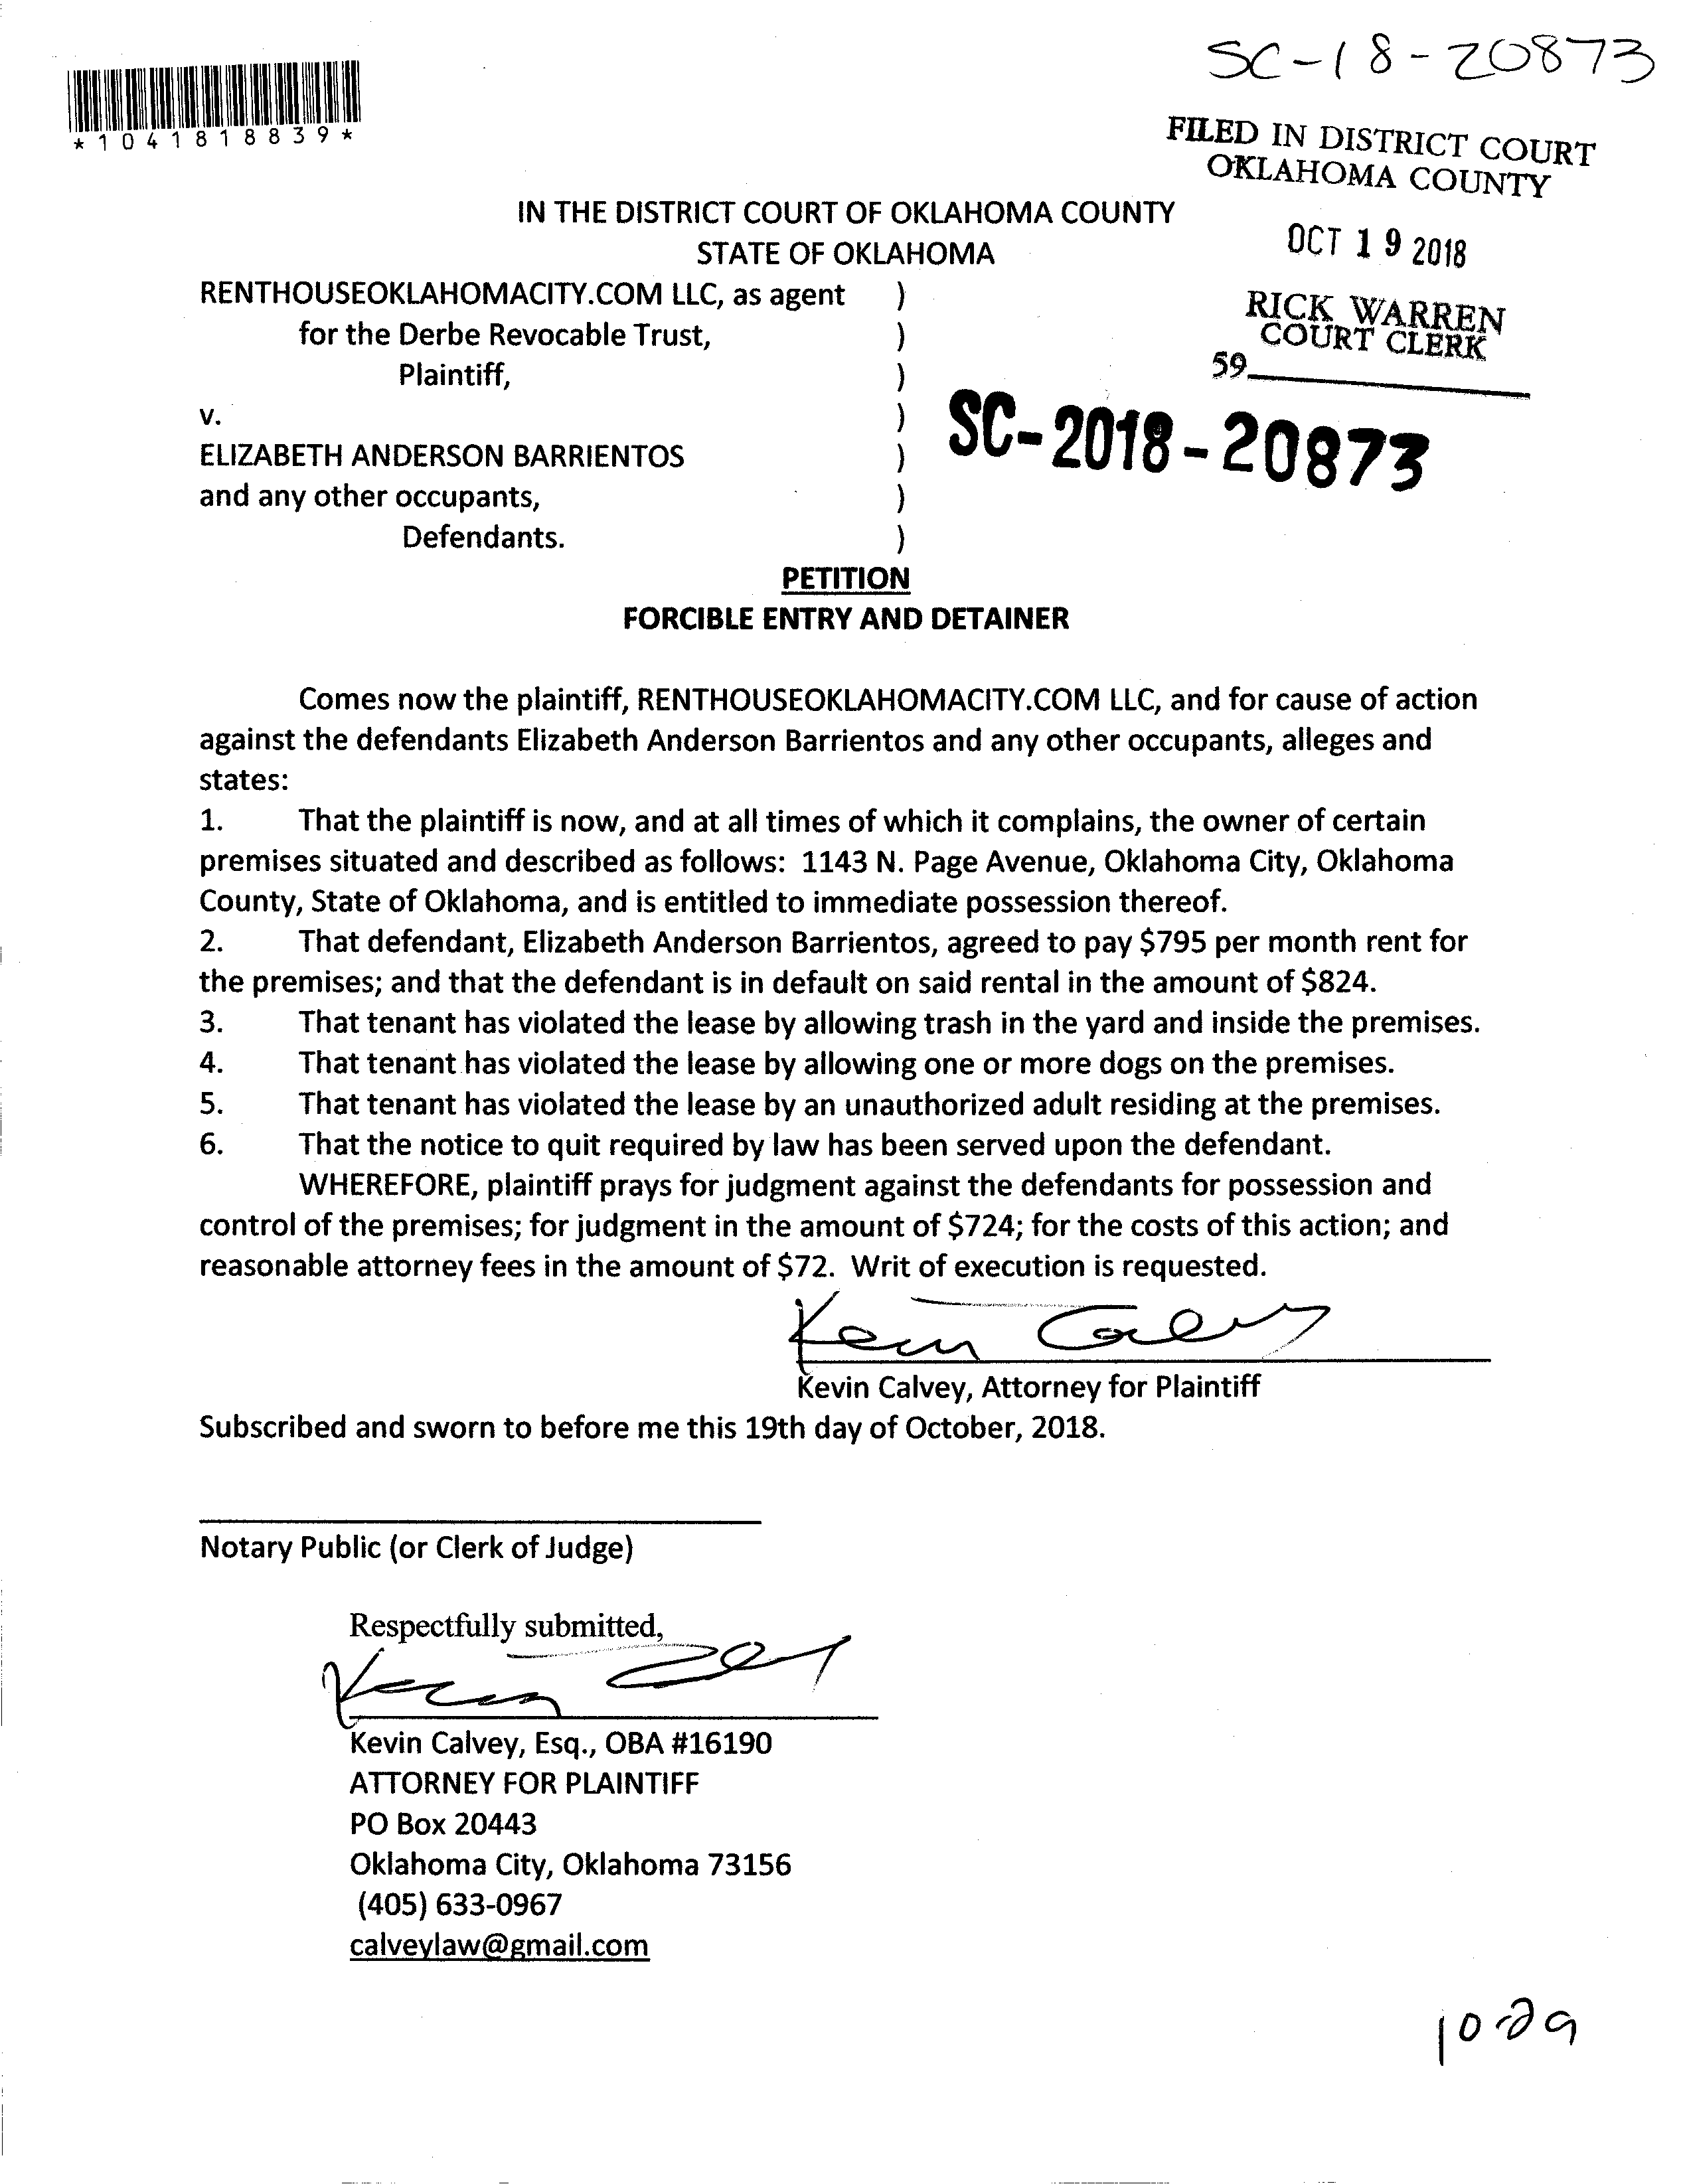 SC-18-20873
*1041818839*
FILED IN DISTRICT COURT
OKLAHOMA COUNTY
IN THE DISTRICT COURT OF OKLAHOMA COUNTY
STATE OF OKLAHOMA
OCT 19 2018
RENTHOUSEOKLAHOMACITY.COM LLC, as agent )
for the Derbe Revocable Trust, )
Plaintiff, )
RICK WARREN
COURT CLERK
59
v. )
ELIZABETH ANDERSON BARRIENTOS )
and any other occupants, )
Defendants. )
SC-2018-20873
PETITION
FORCIBLE ENTRY AND DETAINER
Comes now the plaintiff, RENTHOUSEOKLAHOMACITY.COM LLC, and for cause of action
against the defendants Elizabeth Anderson Barrientos and any other occupants, alleges and
states:
1. That the plaintiff is now, and at all times of which it complains, the owner of certain
premises situated and described as follows: 1143 N. Page Avenue, Oklahoma City, Oklahoma
County, State of Oklahoma, and is entitled to immediate possession thereof.
2. That defendant, Elizabeth Anderson Barrientos, agreed to pay $795 per month rent for
the premises; and that the defendant is in default on said rental in the amount of $824.
3. That tenant has violated the lease by allowing trash in the yard and inside the premises.
4. That tenant has violated the lease by allowing one or more dogs on the premises.
5. That tenant has violated the lease by an unauthorized adult residing at the premises.
6. That the notice to quit required by law has been served upon the defendant.
WHEREFORE, plaintiff prays for judgment against the defendants for possession and
control of the premises; for judgment in the amount of $724; for the costs of this action; and
reasonable attorney fees in the amount of $72. Writ of execution is requested.
Kevin Calvey
Kevin Calvey, Attorney for Plaintiff
Subscribed and sworn to before me this 19th day of October, 2018.
Notary Public (or Clerk of Judge)
Respectfully submitted,
Kevin Calvey
Kevin Calvey, Esq., OBA #16190
ATTORNEY FOR PLAINTIFF
PO Box 20443
Oklahoma City, Oklahoma 73156
(405) 633-0967
calveylaw@gmail.com
10-29